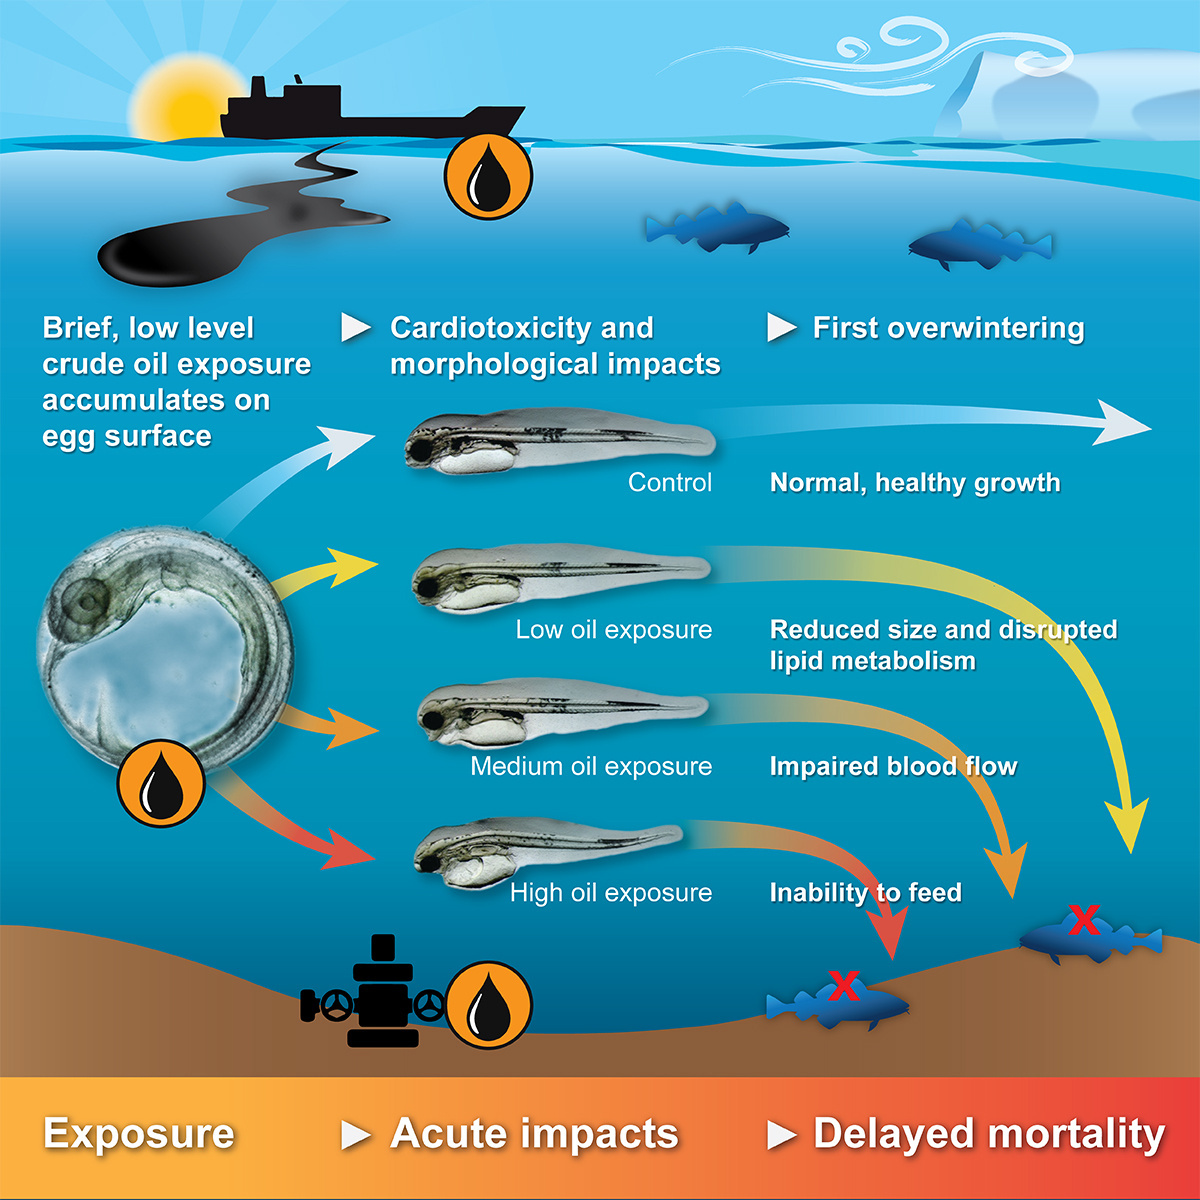 Brief, low level
crude oil exposure
accumulates on
egg surface
Cardiotoxicity and
morphological impacts
First overwintering
Control
Normal, healthy growth
Low oil exposure
Reduced size and disrupted
lipid metabolism
Medium oil exposure
Impaired blood flow
High oil exposure
Inability to feed
X
X
Exposure
Acute impacts
Delayed mortality